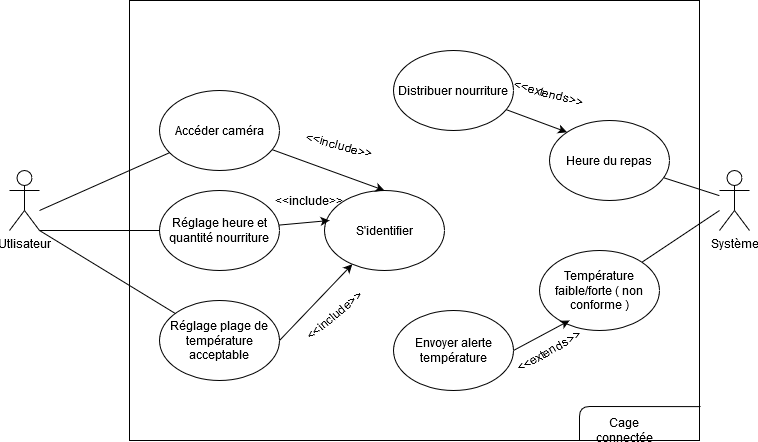 Distribuer nourriture
<<extends>>
Accéder caméra
<<include>>
Heure du repas
<<include>>
Réglage heure et
quantité nourriture
S'identifier
Utlisateur
Système
Température
faible/forte ( non
conforme )
Réglage plage de
température
acceptable
<<include>>
Envoyer alerte
température
<<extends>>
Cage
connectée